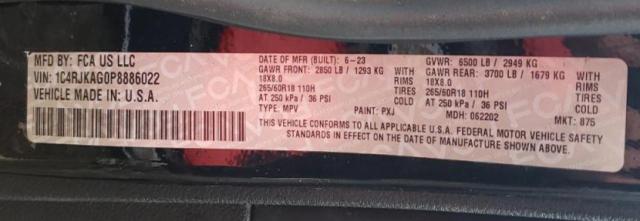 MFD BY: FCA US LLC
VIN: 1C4RJKAG0P8886022
VEHICLE MADE IN: U.S.A.
DATE OF MFR (BUILT): 6-23 GVWR: 6500 LB / 2949 KG
GAWR FRONT: 2850 LB / 1293 KG WITH GAWR REAR: 3700 LB / 1679 KG WITH
18X8.0 RIMS 18X8.0 RIMS
265/60R18 110H TIRES 265/60R18 110H TIRES
AT 250 kPa / 36 PSI COLD AT 250 kPa / 36 PSI COLD
TYPE: MPV PAINT: PXJ MDH: 062202 MKT: 875
THIS VEHICLE CONFORMS TO ALL APPLICABLE U.S.A. FEDERAL MOTOR VEHICLE SAFETY
STANDARDS IN EFFECT ON THE DATE OF MANUFACTURE SHOWN ABOVE.